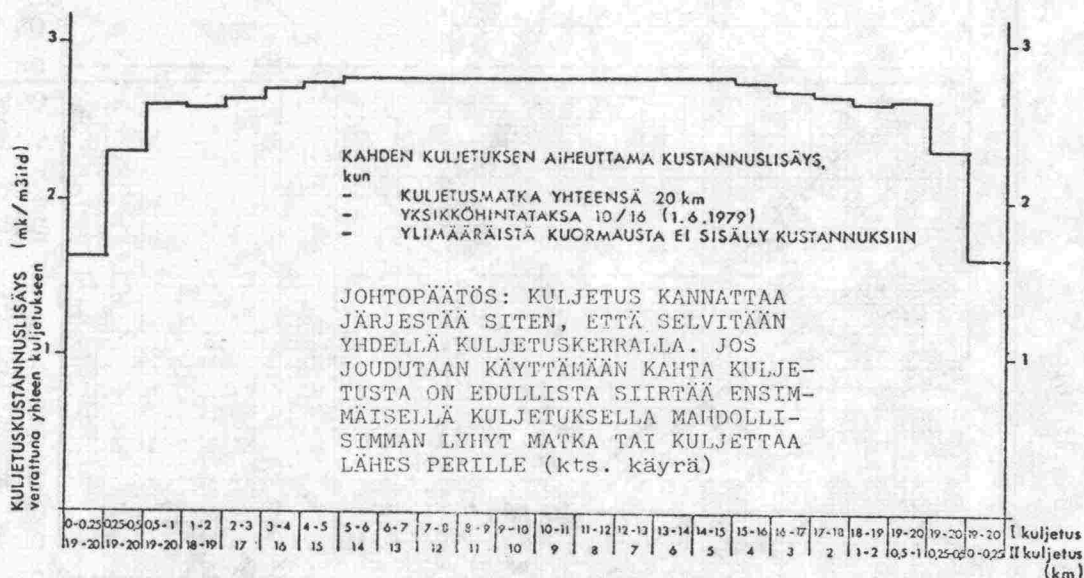 3
3
KAHDEN KULJETUKSEN AIHEUTTAMA KUSTANNUSLISÄYS,
kun
- KULJETUSMATKA YHTEENSÄ 20 km
- YKSIKKÖHINTATAKSA 10/16 (1.6.1979)
- YLIMÄÄRÄISTÄ KUORMAUSTA EI SISÄLLY KUSTANNUKSIIN
2
2
KULJETUSKUSTANNUSLISÄYS (mk/m3itd)
verrattuna yhteen kuljetukseen
JOHTOPÄÄTÖS: KULJETUS KANNATTAA
JÄRJESTÄÄ SITEN, ETTÄ SELVITÄÄN
YHDELLÄ KULJETUSKERRALLA. JOS
JOUDUTAAN KÄYTTÄMÄÄN KAHTA KULJE-
TUSTA ON EDULLISTA SIIRTÄÄ ENSIM-
MÄISELLÄ KULJETUKSELLA MAHDOLLI-
SIMMAN LYHYT MATKA TAI KULJETTAA
LÄHES PERILLE (kts. käyrä)
1
1
0-0,25 0,25-0,5 0,5-1 1-2 2-3 3-4 4-5 5-6 6-7 7-8 8-9 9-10 10-11 11-12 12-13 13-14 14-15 15-16 16-17 17-18 18-19 19-20 19-20 19-20 I kuljetus
19-20 19-20 19-20 18-19 17 16 15 14 13 12 11 10 9 8 7 6 5 4 3 2 1-2 0,5-1 0,25-0,5 0-0,25 II kuljetus
(km)